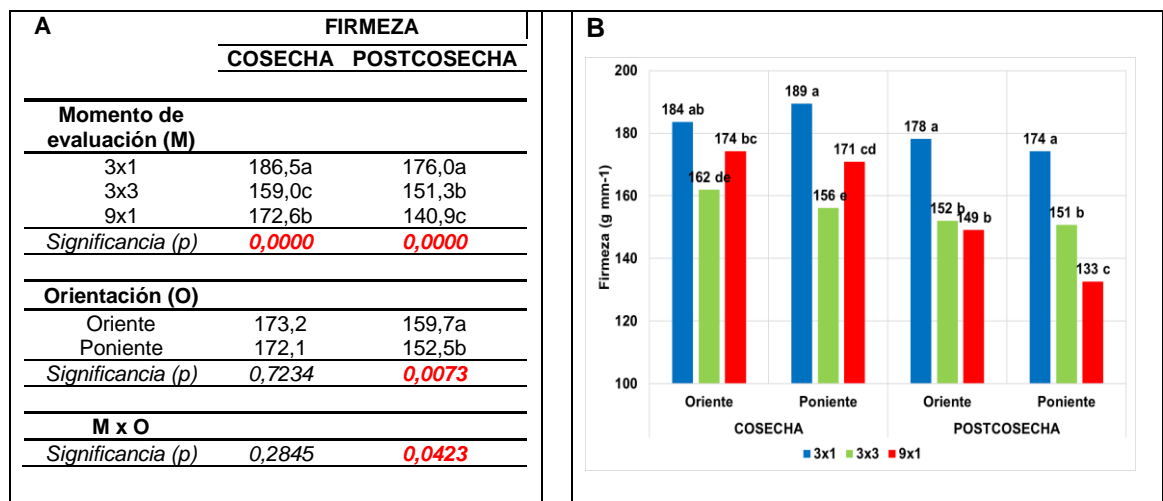 A
FIRMEZA
COSECHA POSTCOSECHA
Momento de
evaluación (M)
3x1 186,5a 176,0a
3x3 159,0c 151,3b
9x1 172,6b 140,9c
Significancia (p) 0,0000 0,0000
Orientación (O)
Oriente 173,2 159,7a
Poniente 172,1 152,5b
Significancia (p) 0,7234 0,0073
M x O
Significancia (p) 0,2845 0,0423
B
Firmeza (g mm-1)
200
180
160
140
120
100
184 ab
162 de
174 bc
189 a
156 e
171 cd
178 a
152 b
149 b
174 a
151 b
133 c
Oriente Poniente Oriente Poniente
COSECHA POSTCOSECHA
3x1 3x3 9x1